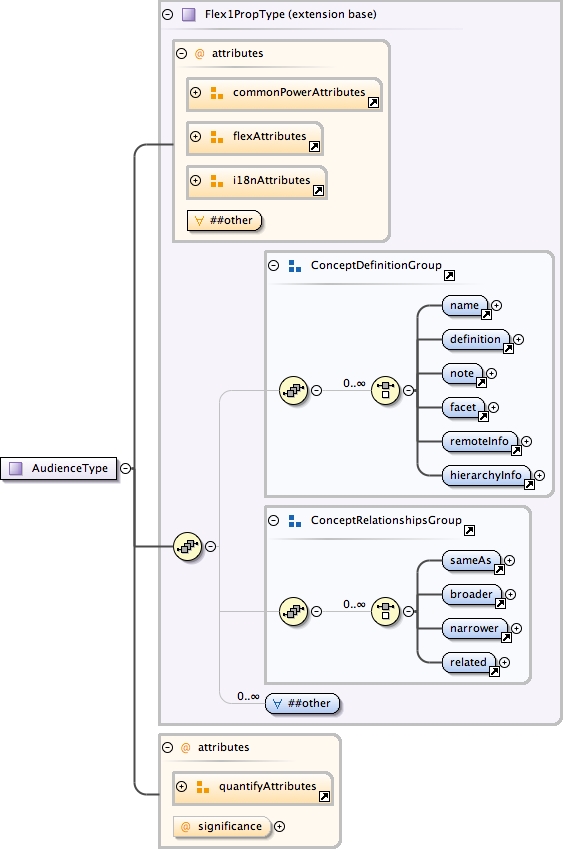 Flex1PropType (extension base)
@ attributes
commonPowerAttributes
flexAttributes
i18nAttributes
∀ ##other
ConceptDefinitionGroup
name
definition
0..∞
note
facet
remoteInfo
hierarchyInfo
AudienceType
ConceptRelationshipsGroup
sameAs
broader
0..∞
narrower
related
0..∞
∀ ##other
@ attributes
quantifyAttributes
@ significance